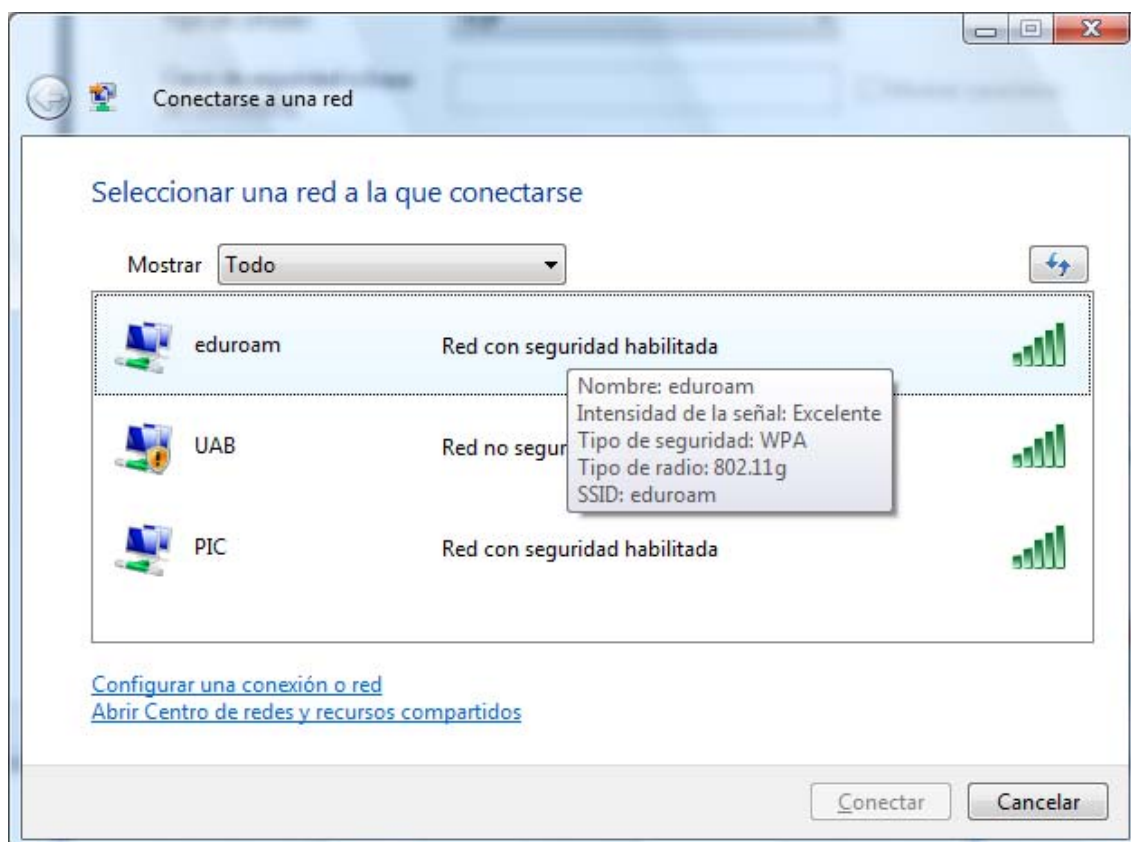 Conectarse a una red
Seleccionar una red a la que conectarse
Mostrar Todo
eduroam Red con seguridad habilitada
Nombre: eduroam
Intensidad de la señal: Excelente
Tipo de seguridad: WPA
Tipo de radio: 802.11g
SSID: eduroam
UAB Red no segur
PIC Red con seguridad habilitada
Configurar una conexión o red
Abrir Centro de redes y recursos compartidos
Conectar Cancelar